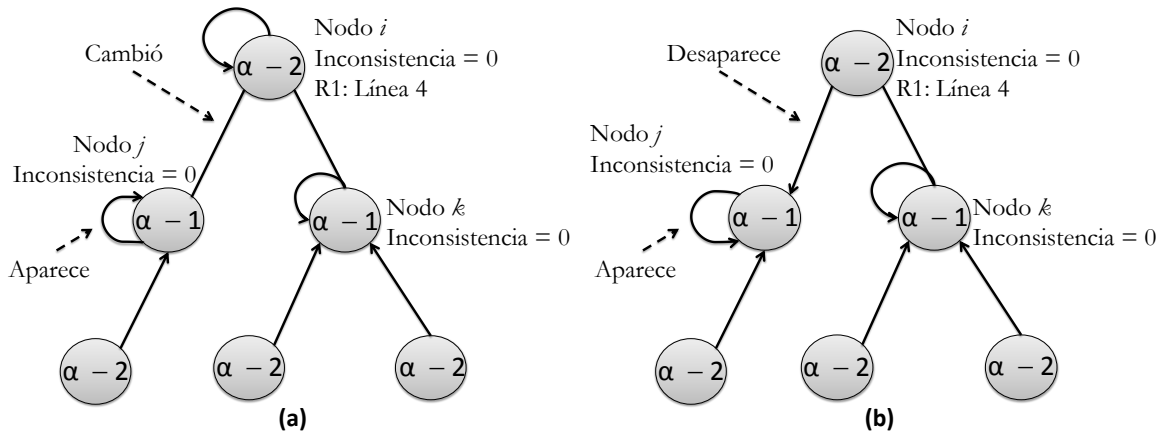 Cambió
α – 2
Nodo i
Inconsistencia = 0
R1: Línea 4
Nodo j
Inconsistencia = 0
α – 1
α – 1
Nodo k
Inconsistencia = 0
Aparece
α – 2
α – 2
α – 2
(a)
Desaparece
α – 2
Nodo i
Inconsistencia = 0
R1: Línea 4
Nodo j
Inconsistencia = 0
α – 1
α – 1
Nodo k
Inconsistencia = 0
Aparece
α – 2
α – 2
α – 2
(b)